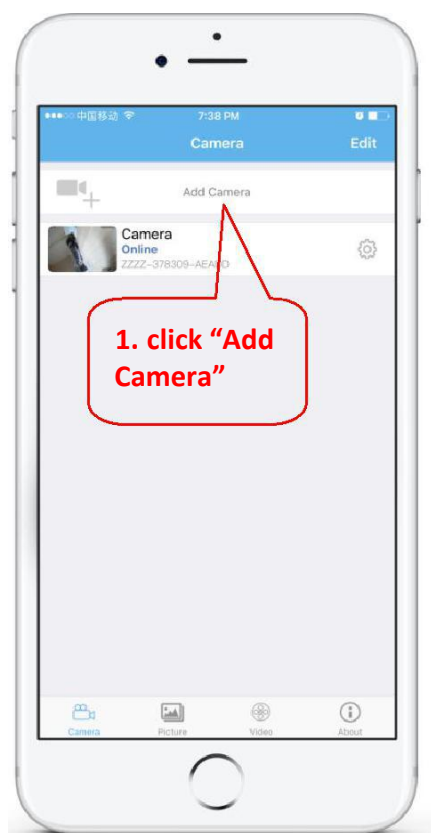 中国移动 7:38 PM
Camera Edit
Add Camera
Camera
Online
1. click “Add
Camera”
Camera Picture Video About